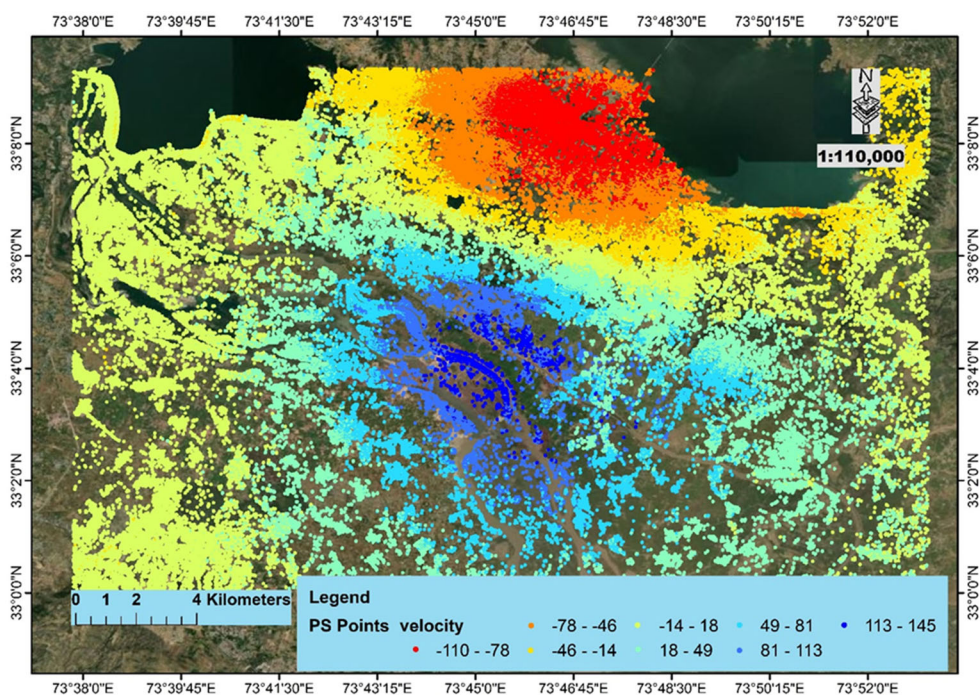 73°38'0"E 73°39'45"E 73°41'30"E 73°43'15"E 73°45'0"E 73°46'45"E 73°48'30"E 73°50'15"E 73°52'0"E
N
33°8'0"N 33°8'0"N
1:110,000
33°6'0"N 33°6'0"N
33°4'0"N 33°4'0"N
33°2'0"N 33°2'0"N
33°0'0"N 33°0'0"N
0 1 2 4 Kilometers
Legend
PS Points velocity
-110 - -78
-78 - -46
-46 - -14
-14 - 18
18 - 49
49 - 81
81 - 113
113 - 145
73°38'0"E 73°39'45"E 73°41'30"E 73°43'15"E 73°45'0"E 73°46'45"E 73°48'30"E 73°50'15"E 73°52'0"E